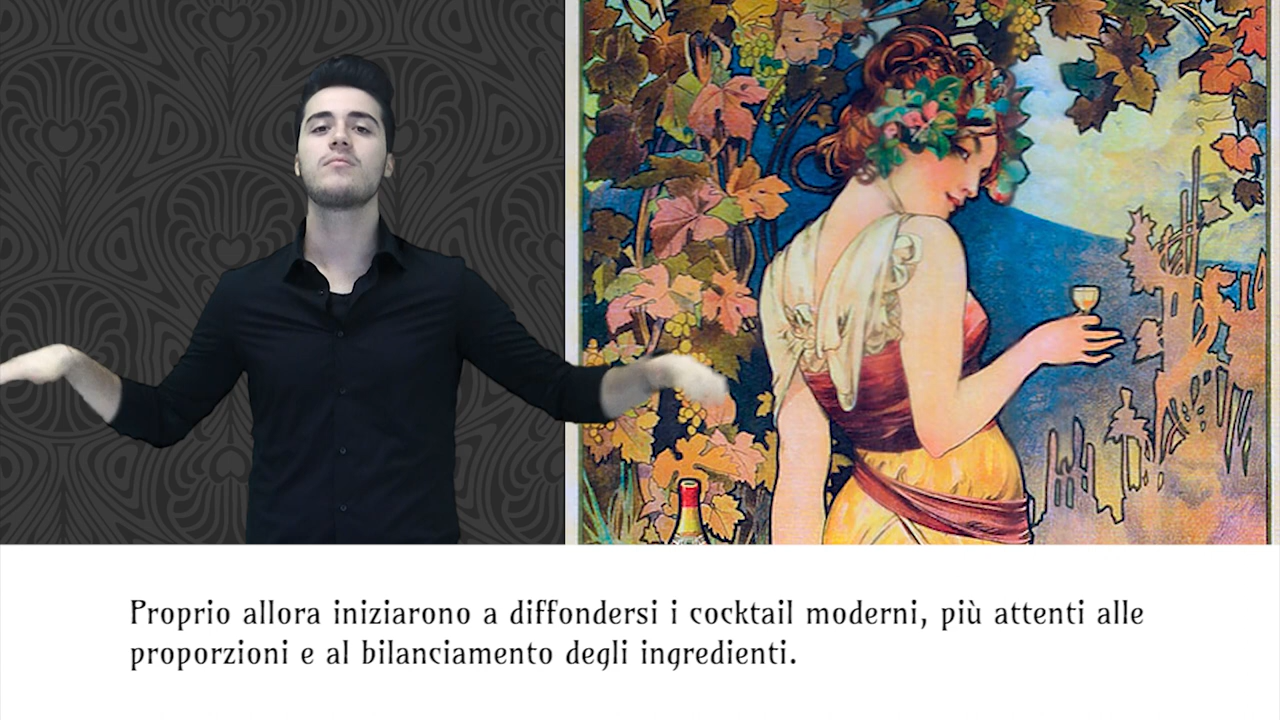 Proprio allora iniziarono a diffondersi i cocktail moderni, più attenti alle
proporzioni e al bilanciamento degli ingredienti.